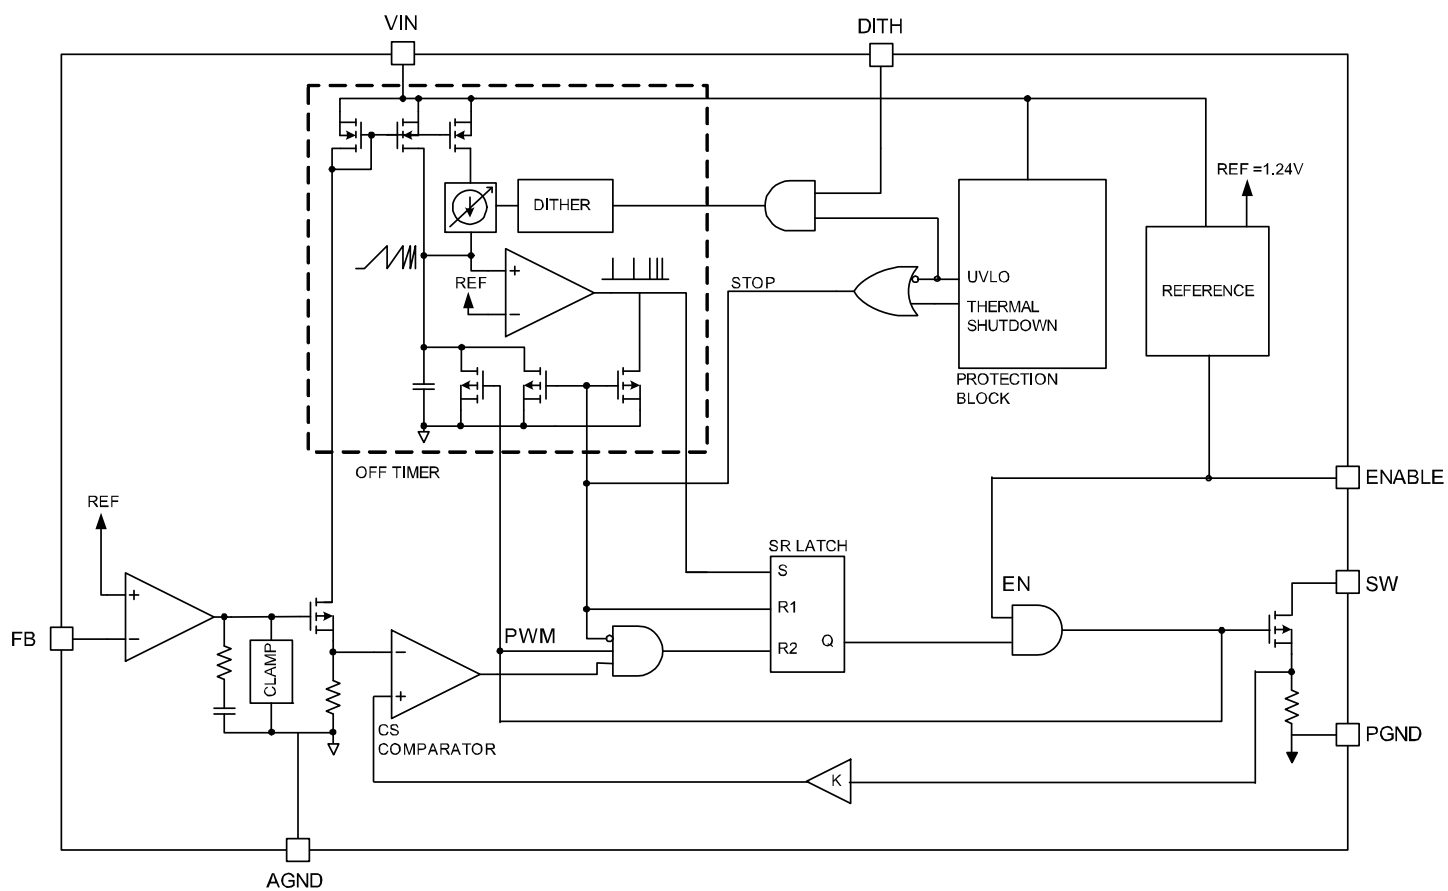 VIN
DITH
REF =1.24V
DITHER
REF
+
−
STOP
UVLO
THERMAL
SHUTDOWN
REFERENCE
PROTECTION
BLOCK
OFF TIMER
ENABLE
REF
SR LATCH
S
R1
R2
Q
EN
SW
+
−
FB
CLAMP
PWM
−
+
CS
COMPARATOR
PGND
K
AGND